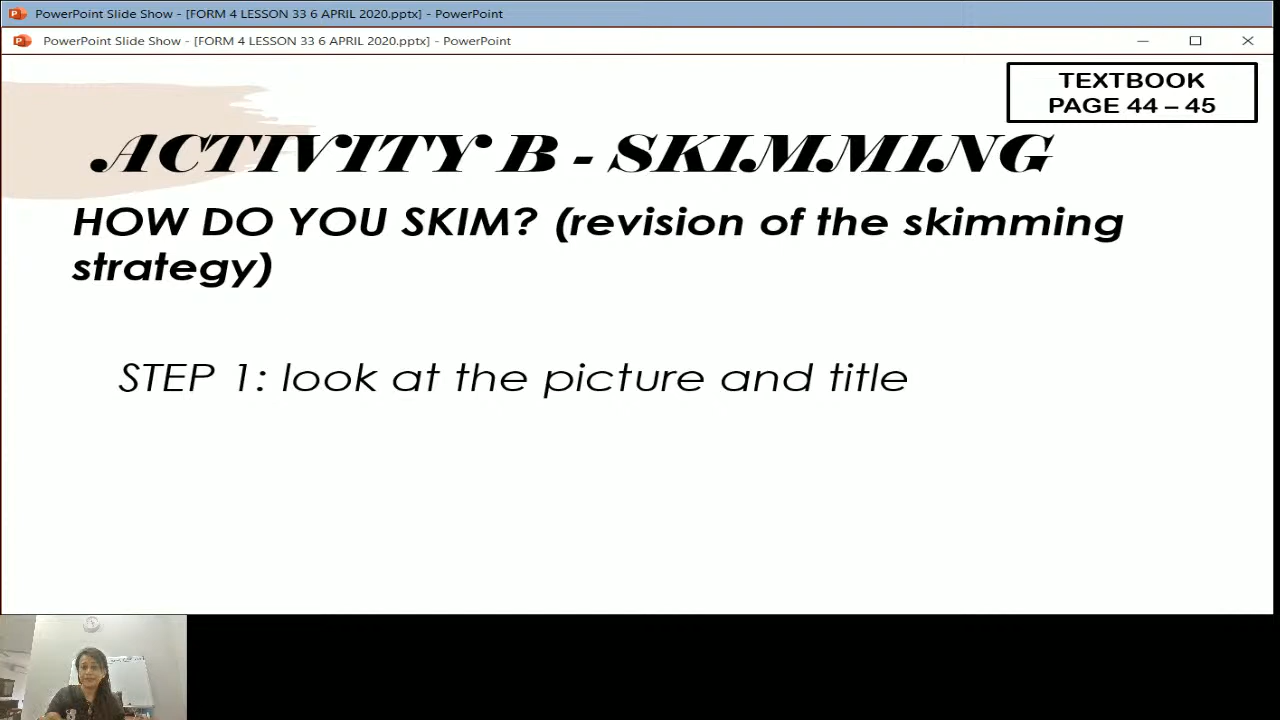 PowerPoint Slide Show - [FORM 4 LESSON 33 6 APRIL 2020.pptx] - PowerPoint
PowerPoint Slide Show - [FORM 4 LESSON 33 6 APRIL 2020.pptx] - PowerPoint
TEXTBOOK
PAGE 44 – 45
ACTIVITY B - SKIMMING
HOW DO YOU SKIM? (revision of the skimming
strategy)
STEP 1: look at the picture and title